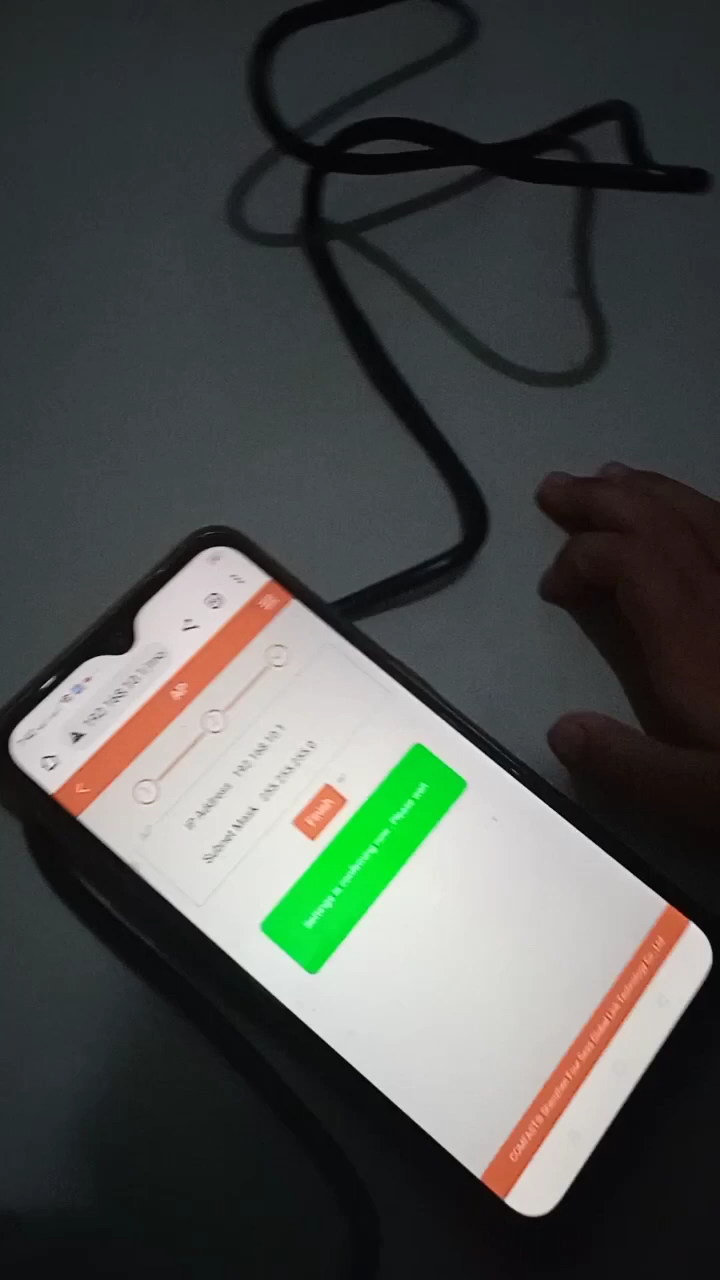 192.168.10.1
AP
IP Address 192.168.10.1
Subnet Mask 255.255.255.0
Finish
Settings is confirming now , Please wait
COMFAST® Shenzhen Four Seas Global Link Technology Co., Ltd